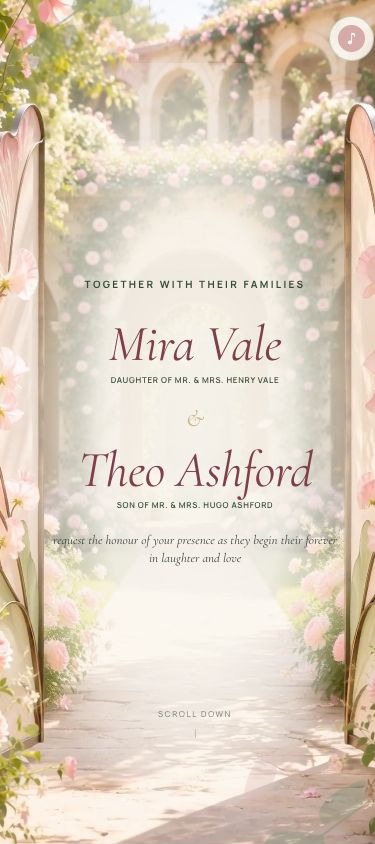 TOGETHER WITH THEIR FAMILIES
Mira Vale
DAUGHTER OF MR. & MRS. HENRY VALE
&
Theo Ashford
SON OF MR. & MRS. HUGO ASHFORD
request the honour of your presence as they begin their forever
in laughter and love
SCROLL DOWN